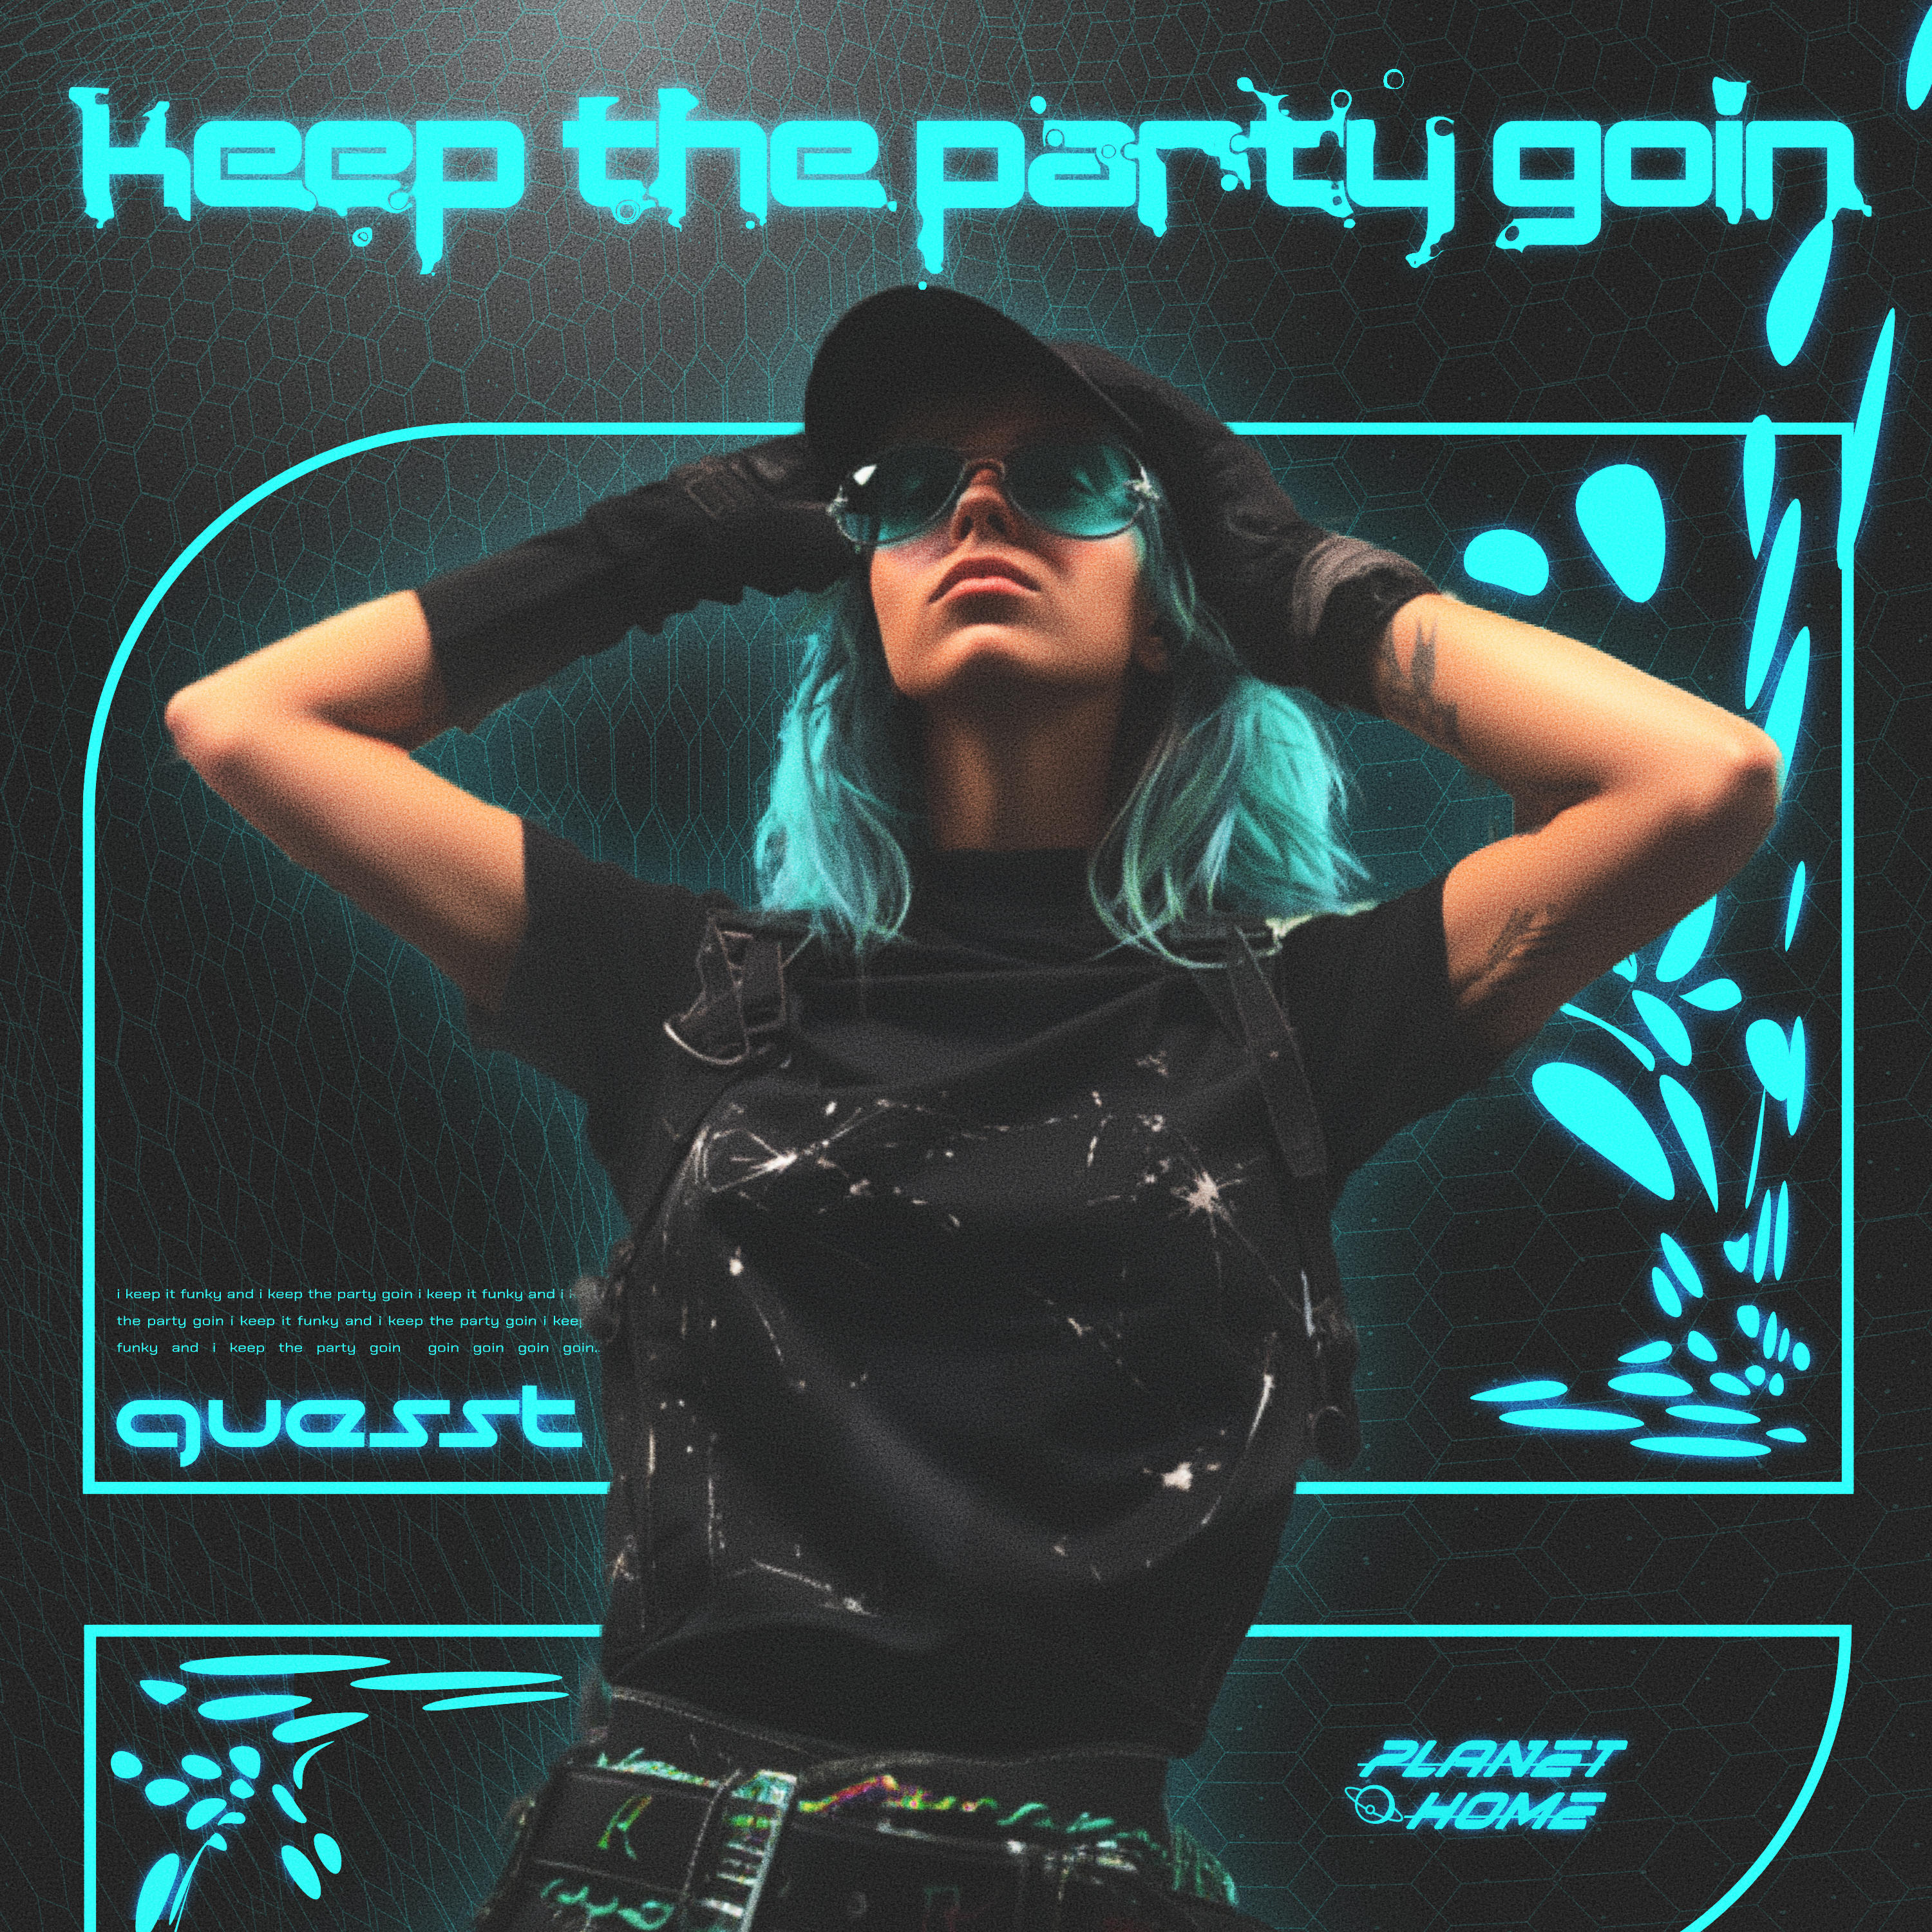 keep the party goin
i keep it funky and i keep the party goin i keep it funky and i
the party goin i keep it funky and i keep the party goin i keep
funky and i keep the party goin goin goin goin goin..
quesst
PLANET
HOME